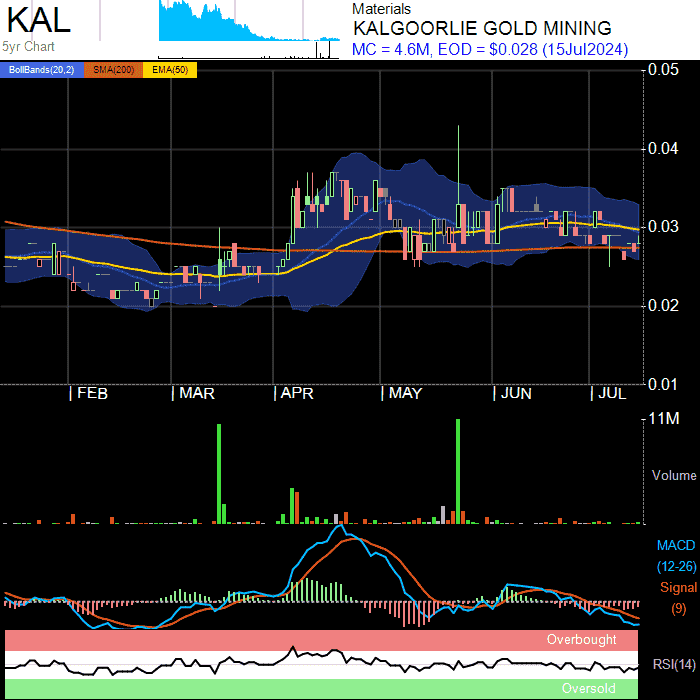 KAL
5yr Chart
Materials
KALGOORLIE GOLD MINING
MC = 4.6M, EOD = $0.028 (15Jul2024)
BollBands(20,2) SMA(200) EMA(50)
0.05
0.04
0.03
0.02
0.01
FEB MAR APR MAY JUN JUL
11M
Volume
MACD
(12-26)
Signal
(9)
Overbought
RSI(14)
Oversold